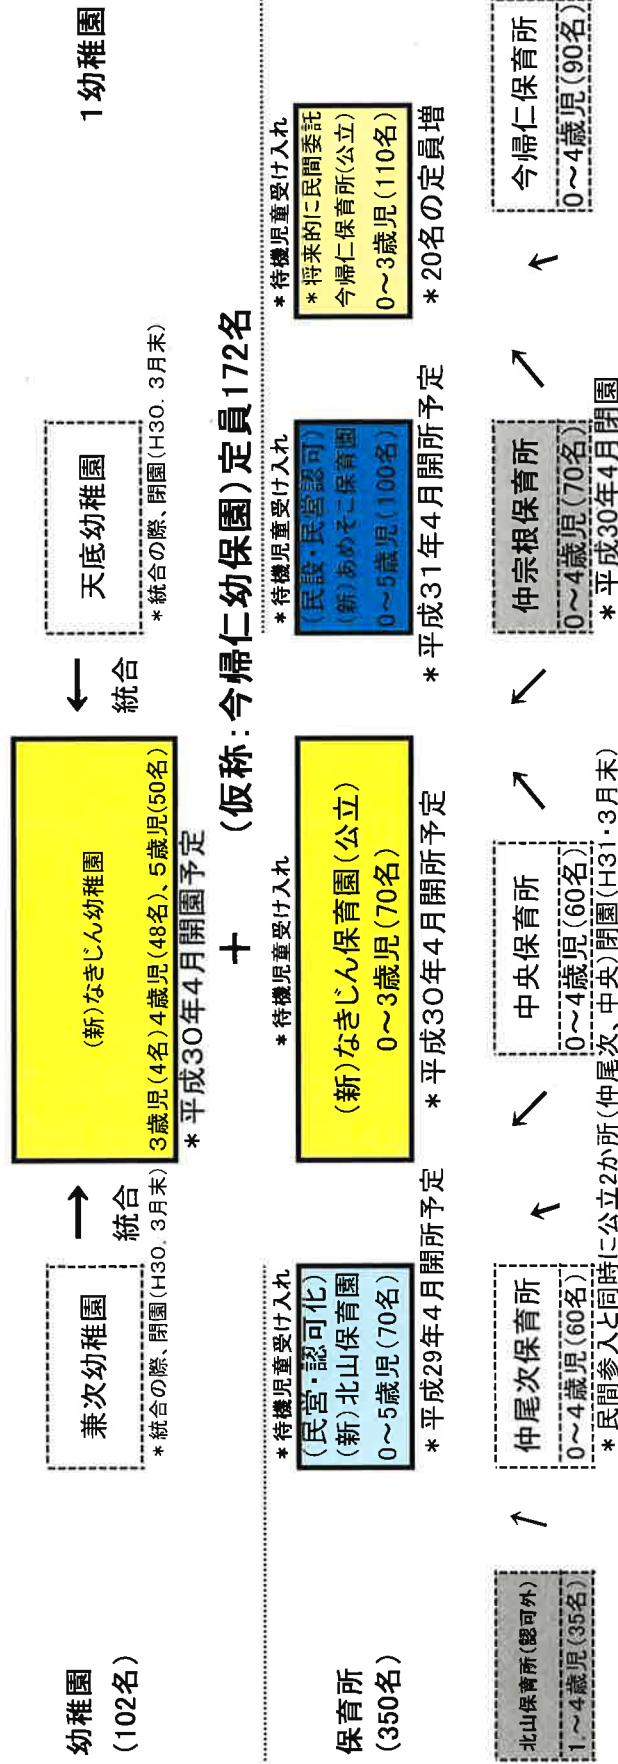 1幼稚園
幼稚園
(102名)
兼次幼稚園
*統合の際、閉園(H30. 3月末)
→
統合
(新)なきじん幼稚園
3歳児(4名)4歳児(48名)、5歳児(50名)
*平成30年4月開園予定
←
統合
天底幼稚園
*統合の際、閉園(H30. 3月末)
+
(仮称:今帰仁幼保園)定員172名
保育所
(350名)
*待機児童受け入れ
(民営・認可化)
(新)北山保育園
0～5歳児(70名)
*平成29年4月開所予定
*待機児童受け入れ
(新)なきじん保育園(公立)
0～3歳児(70名)
*平成30年4月開所予定
*待機児童受け入れ
(民設・民営認可)
(新)あめそこ保育園
0～5歳児(100名)
*平成31年4月開所予定
*待機児童受け入れ
*将来的に民間委託
今帰仁保育所(公立)
0～3歳児(110名)
*20名の定員増
北山保育所(認可外)
1～4歳児(35名)
仲尾次保育所
0～4歳児(60名)
中央保育所
0～4歳児(60名)
*民間参入と同時に公立2か所(仲尾次、中央)閉園(H31・3月末)
仲宗根保育所
0～4歳児(70名)
*平成30年4月閉園
今帰仁保育所
0～4歳児(90名)